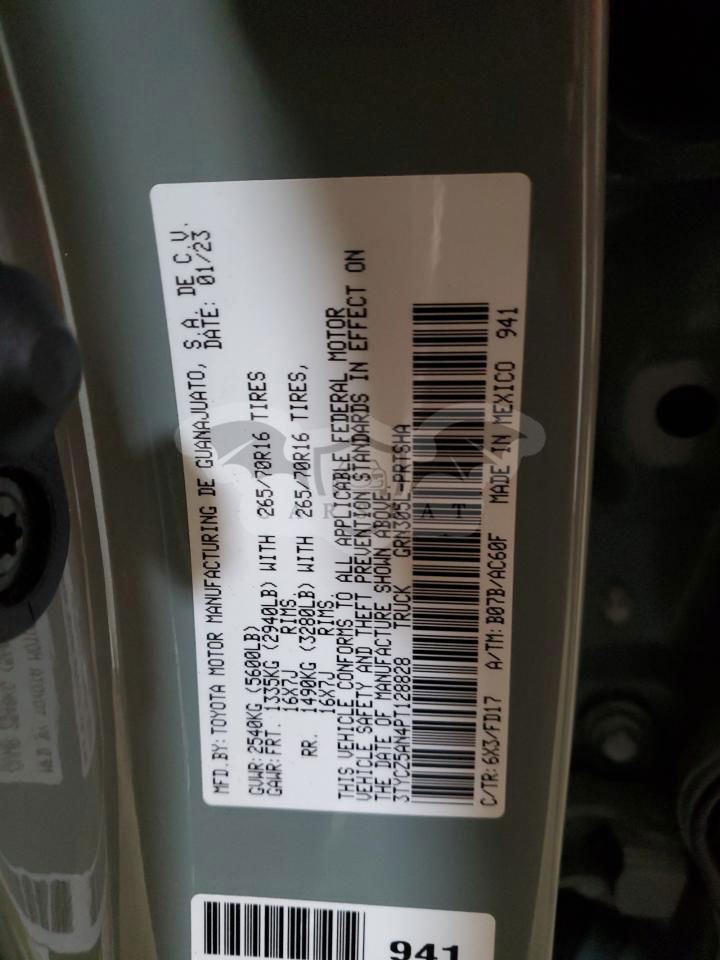 MFD.BY:TOYOTA MOTOR MANUFACTURING DE GUANAJUATO, S.A. DE C.V.
DATE: 01/23
GVWR:2540KG (5600LB)
GAWR:FRT. 1335KG (2940LB) WITH 265/70R16 TIRES
16X7J RIMS
RR. 1490KG (3280LB) WITH 265/70R16 TIRES,
16X7J RIMS.
THIS VEHICLE CONFORMS TO ALL APPLICABLE FEDERAL MOTOR
VEHICLE SAFETY AND THEFT PREVENTION STANDARDS IN EFFECT ON
THE DATE OF MANUFACTURE SHOWN ABOVE.
3TYCZ5AN4PT128828 TRUCK GRN305L-PRTSHA
C/TR:6X3/FD17 A/TM:B07B/AC60F MADE IN MEXICO 941
941